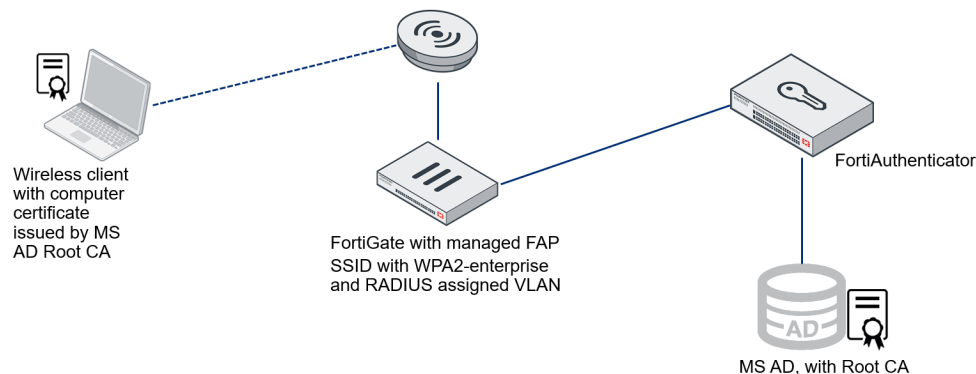 Wireless client
with computer
certificate
issued by MS
AD Root CA
FortiGate with managed FAP
SSID with WPA2-enterprise
and RADIUS assigned VLAN
FortiAuthenticator
AD
MS AD, with Root CA